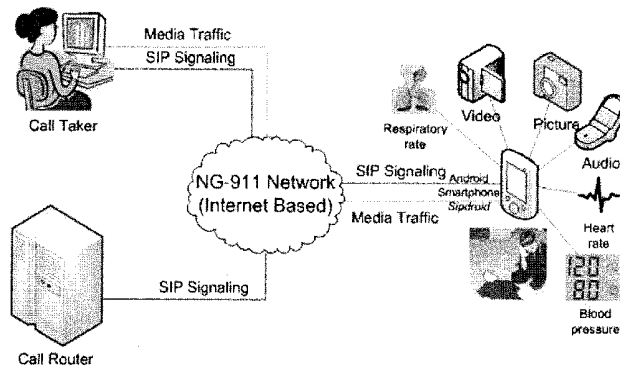 Media Traffic
SIP Signaling
Call Taker
Respiratory
rate
Video
Picture
Audio
NG-911 Network
(Internet Based)
SIP Signaling
Android
Smartphone
Sipdroid
Media Traffic
Heart
rate
120
80
Blood
pressure
SIP Signaling
Call Router